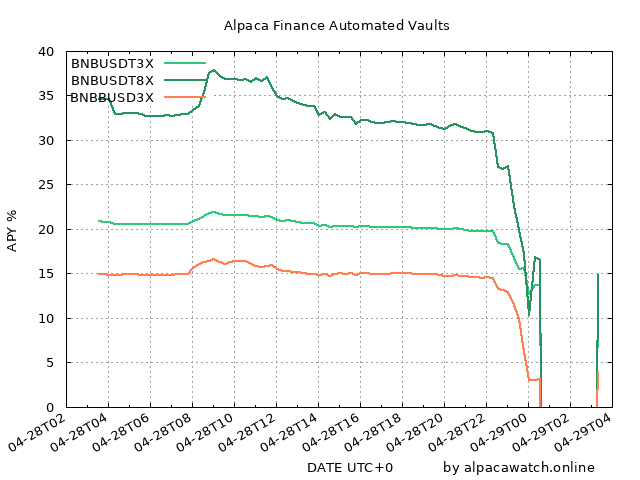 Alpaca Finance Automated Vaults
BNBUSDT3X
BNBUSDT8X
BNBBUSD3X
APY %
40
35
30
25
20
15
10
5
0
04-28T02
04-28T04
04-28T06
04-28T08
04-28T10
04-28T12
04-28T14
04-28T16
04-28T18
04-28T20
04-28T22
04-29T00
04-29T02
04-29T04
DATE UTC+0
by alpacawatch.online